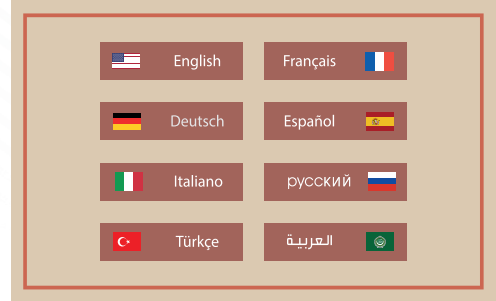 English
Français
Deutsch
Español
Italiano
русский
Türkçe
العربية